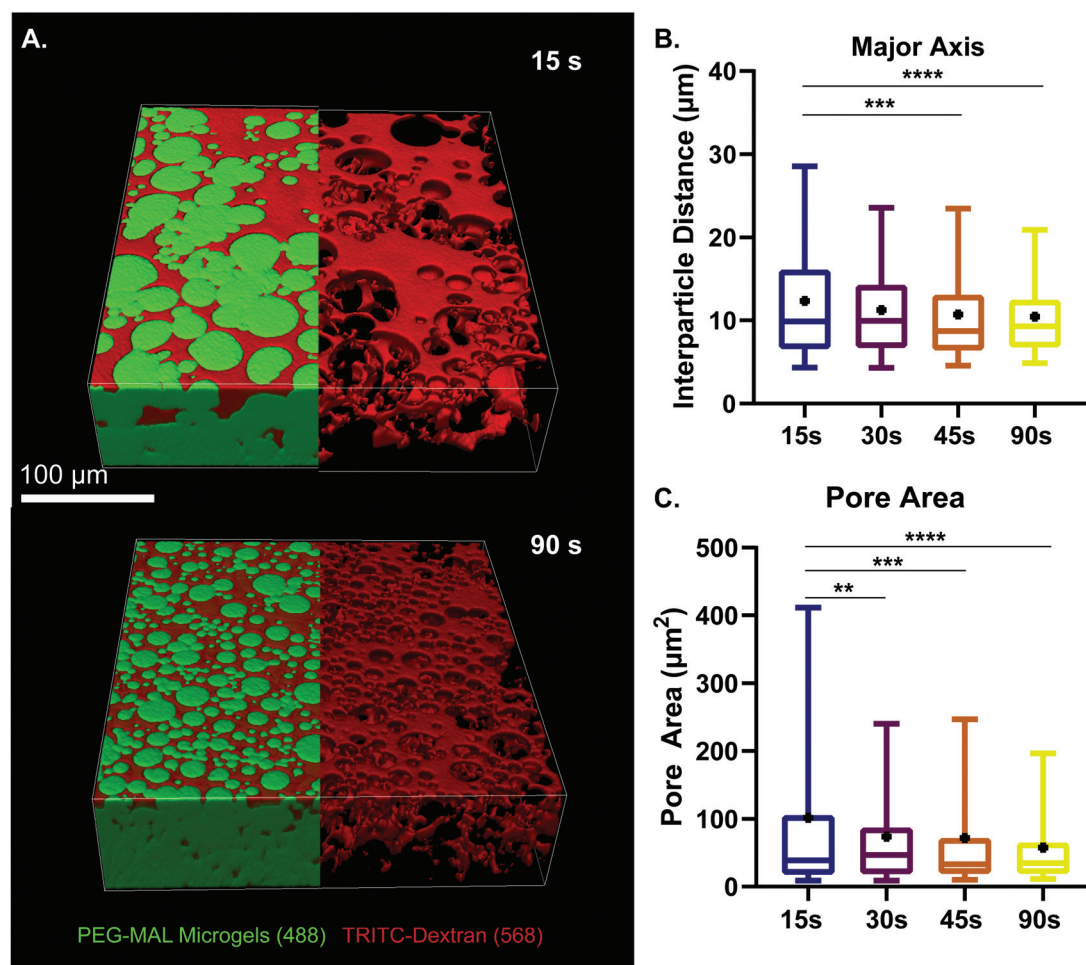 A.
15 s
100 µm
90 s
PEG-MAL Microgels (488) TRITC-Dextran (568)
B.
Major Axis
Interparticle Distance (µm)
40
30
20
10
0
****
***
15s 30s 45s 90s
C.
Pore Area
Pore Area (µm²)
500
400
300
200
100
0
****
***
**
15s 30s 45s 90s